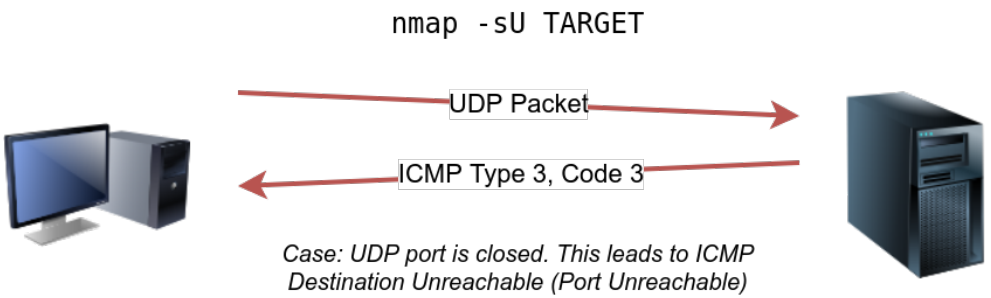 nmap -sU TARGET
UDP Packet
ICMP Type 3, Code 3
Case: UDP port is closed. This leads to ICMP
Destination Unreachable (Port Unreachable)